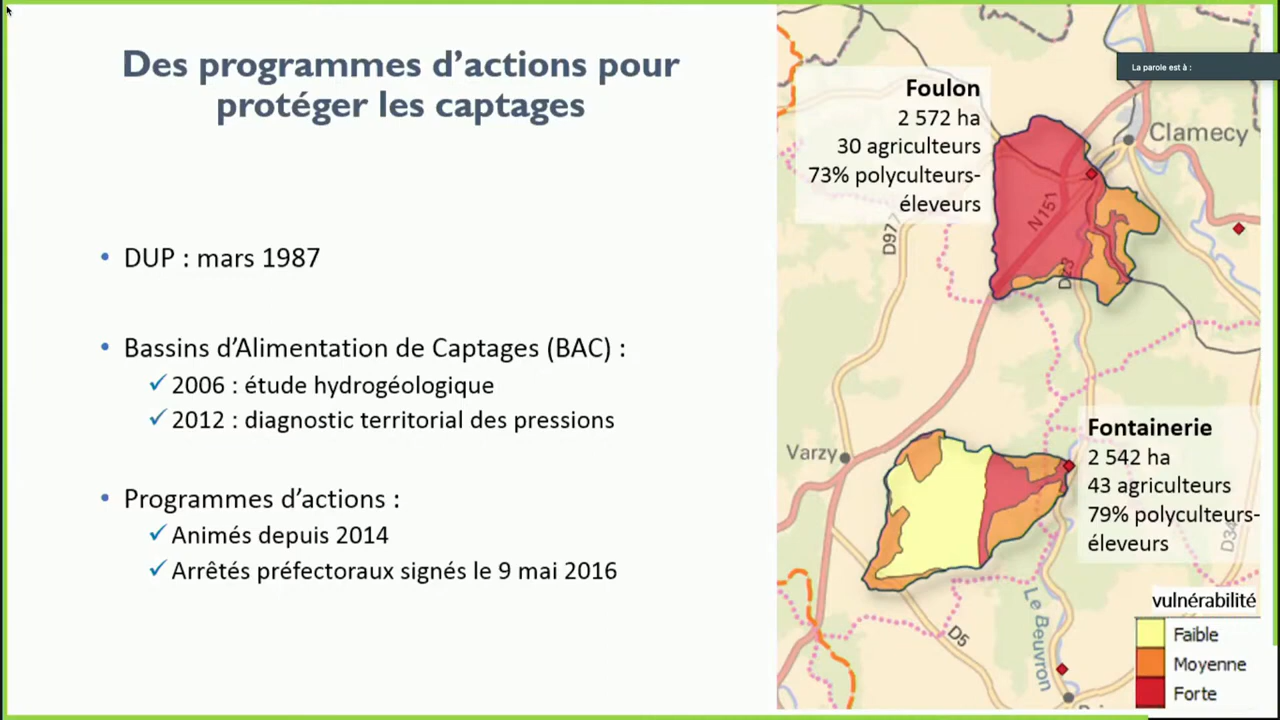 Des programmes d'actions pour
protéger les captages
• DUP : mars 1987
• Bassins d'Alimentation de Captages (BAC) :
✓ 2006 : étude hydrogéologique
✓ 2012 : diagnostic territorial des pressions
• Programmes d'actions :
✓ Animés depuis 2014
✓ Arrêtés préfectoraux signés le 9 mai 2016
La parole est à :
Foulon
2 572 ha
30 agriculteurs
73% polyculteurs-
éleveurs
Clamecy
N151
D977
D23
Varzy
Fontainerie
2 542 ha
43 agriculteurs
79% polyculteurs-
éleveurs
D34
D5
Le Beuvron
vulnérabilité
Faible
Moyenne
Forte